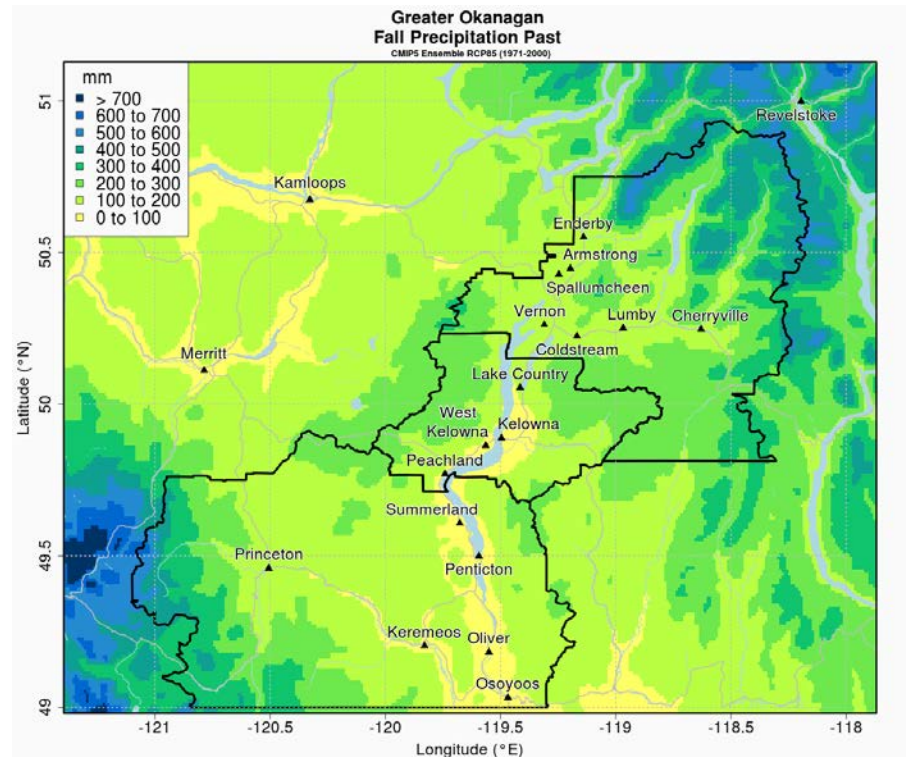 Greater Okanagan
Fall Precipitation Past
CMIP5 Ensemble RCP85 (1971-2000)
mm
> 700
600 to 700
500 to 600
400 to 500
300 to 400
200 to 300
100 to 200
0 to 100
Revelstoke
Kamloops
Enderby
Armstrong
Spallumcheen
Vernon
Lumby
Cherryville
Coldstream
Merritt
Lake Country
West
Kelowna
Kelowna
Peachland
Summerland
Princeton
Penticton
Keremeos
Oliver
Osoyoos
51
50.5
50
49.5
49
Latitude (°N)
-121
-120.5
-120
-119.5
-119
-118.5
-118
Longitude (°E)